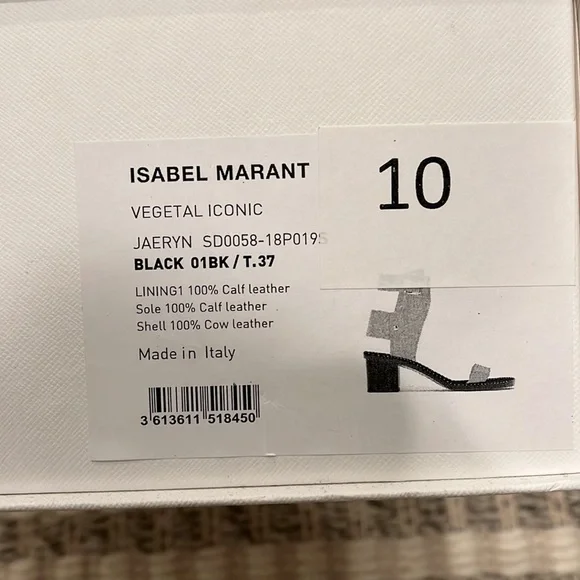 ISABEL MARANT
10
VEGETAL ICONIC
JAERYN SD0058-18P019S
BLACK 01BK / T.37
LINING1 100% Calf leather
Sole 100% Calf leather
Shell 100% Cow leather
Made in Italy
3 613611 518450